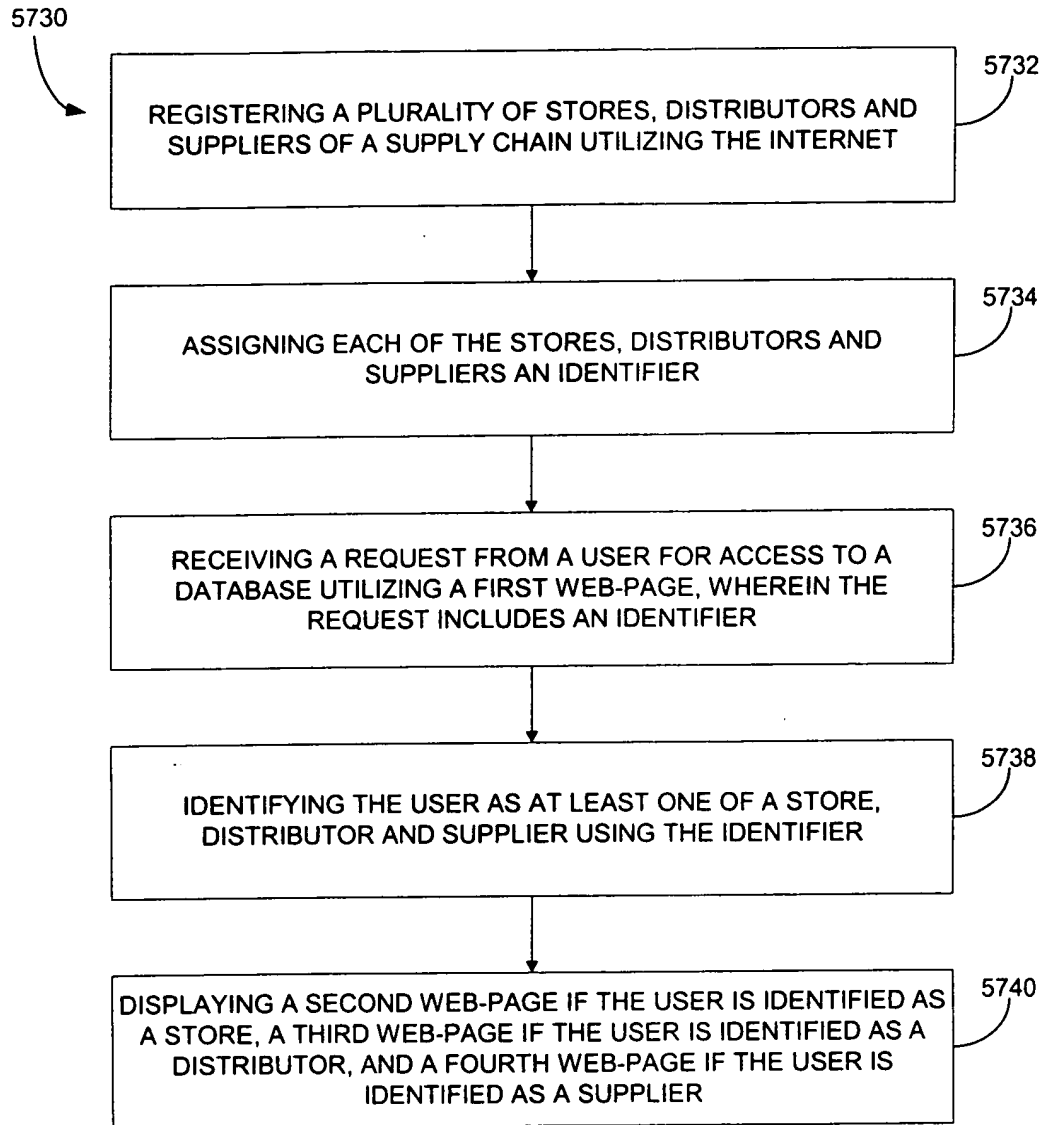 5730
5732
REGISTERING A PLURALITY OF STORES, DISTRIBUTORS AND
SUPPLIERS OF A SUPPLY CHAIN UTILIZING THE INTERNET
5734
ASSIGNING EACH OF THE STORES, DISTRIBUTORS AND
SUPPLIERS AN IDENTIFIER
5736
RECEIVING A REQUEST FROM A USER FOR ACCESS TO A
DATABASE UTILIZING A FIRST WEB-PAGE, WHEREIN THE
REQUEST INCLUDES AN IDENTIFIER
5738
IDENTIFYING THE USER AS AT LEAST ONE OF A STORE,
DISTRIBUTOR AND SUPPLIER USING THE IDENTIFIER
5740
DISPLAYING A SECOND WEB-PAGE IF THE USER IS IDENTIFIED AS
A STORE, A THIRD WEB-PAGE IF THE USER IS IDENTIFIED AS A
DISTRIBUTOR, AND A FOURTH WEB-PAGE IF THE USER IS
IDENTIFIED AS A SUPPLIER